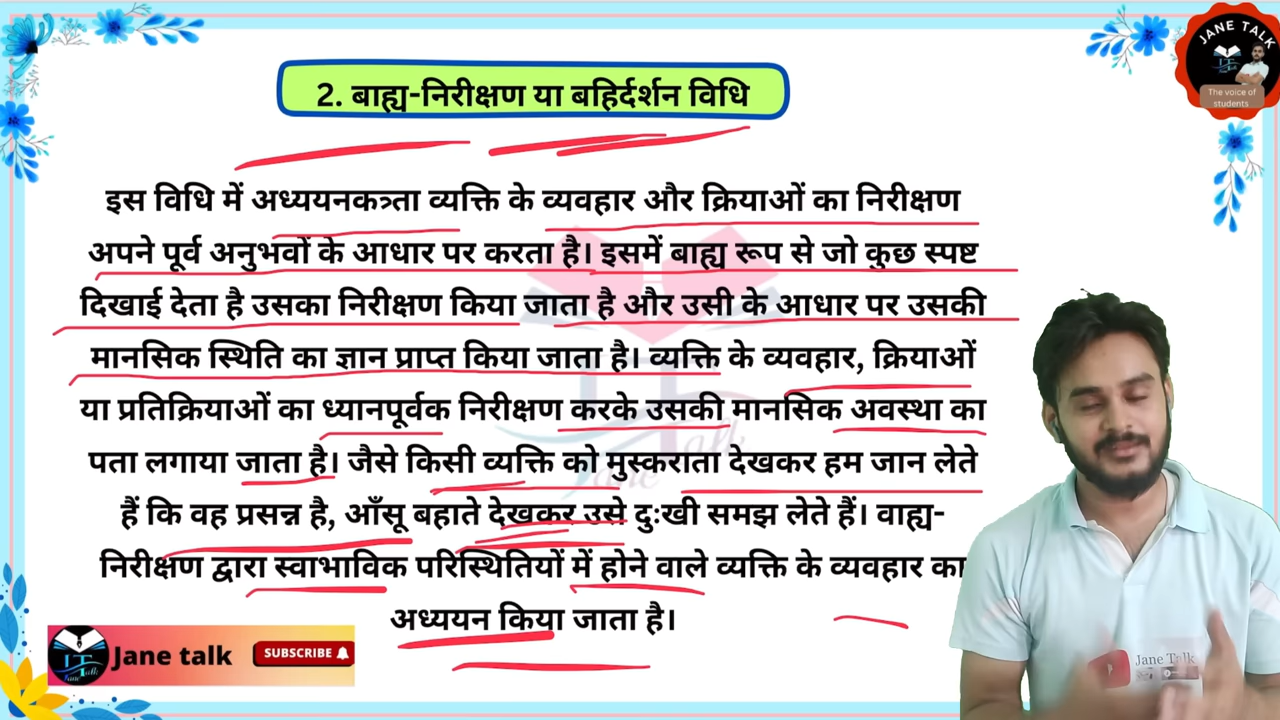 JANE TALK
The voice of
students
2. बाह्य-निरीक्षण या बहिर्दर्शन विधि
इस विधि में अध्ययनकत्र्ता व्यक्ति के व्यवहार और क्रियाओं का निरीक्षण
अपने पूर्व अनुभवों के आधार पर करता है। इसमें बाह्य रूप से जो कुछ स्पष्ट
दिखाई देता है उसका निरीक्षण किया जाता है और उसी के आधार पर उसकी
मानसिक स्थिति का ज्ञान प्राप्त किया जाता है। व्यक्ति के व्यवहार, क्रियाओं
या प्रतिक्रियाओं का ध्यानपूर्वक निरीक्षण करके उसकी मानसिक अवस्था का
पता लगाया जाता है। जैसे किसी व्यक्ति को मुस्कराता देखकर हम जान लेते
हैं कि वह प्रसन्न है, आँसू बहाते देखकर उसे दुःखी समझ लेते हैं। वाह्य-
निरीक्षण द्वारा स्वाभाविक परिस्थितियों में होने वाले व्यक्ति के व्यवहार का
अध्ययन किया जाता है।
Jane talk
SUBSCRIBE
Jane Talk